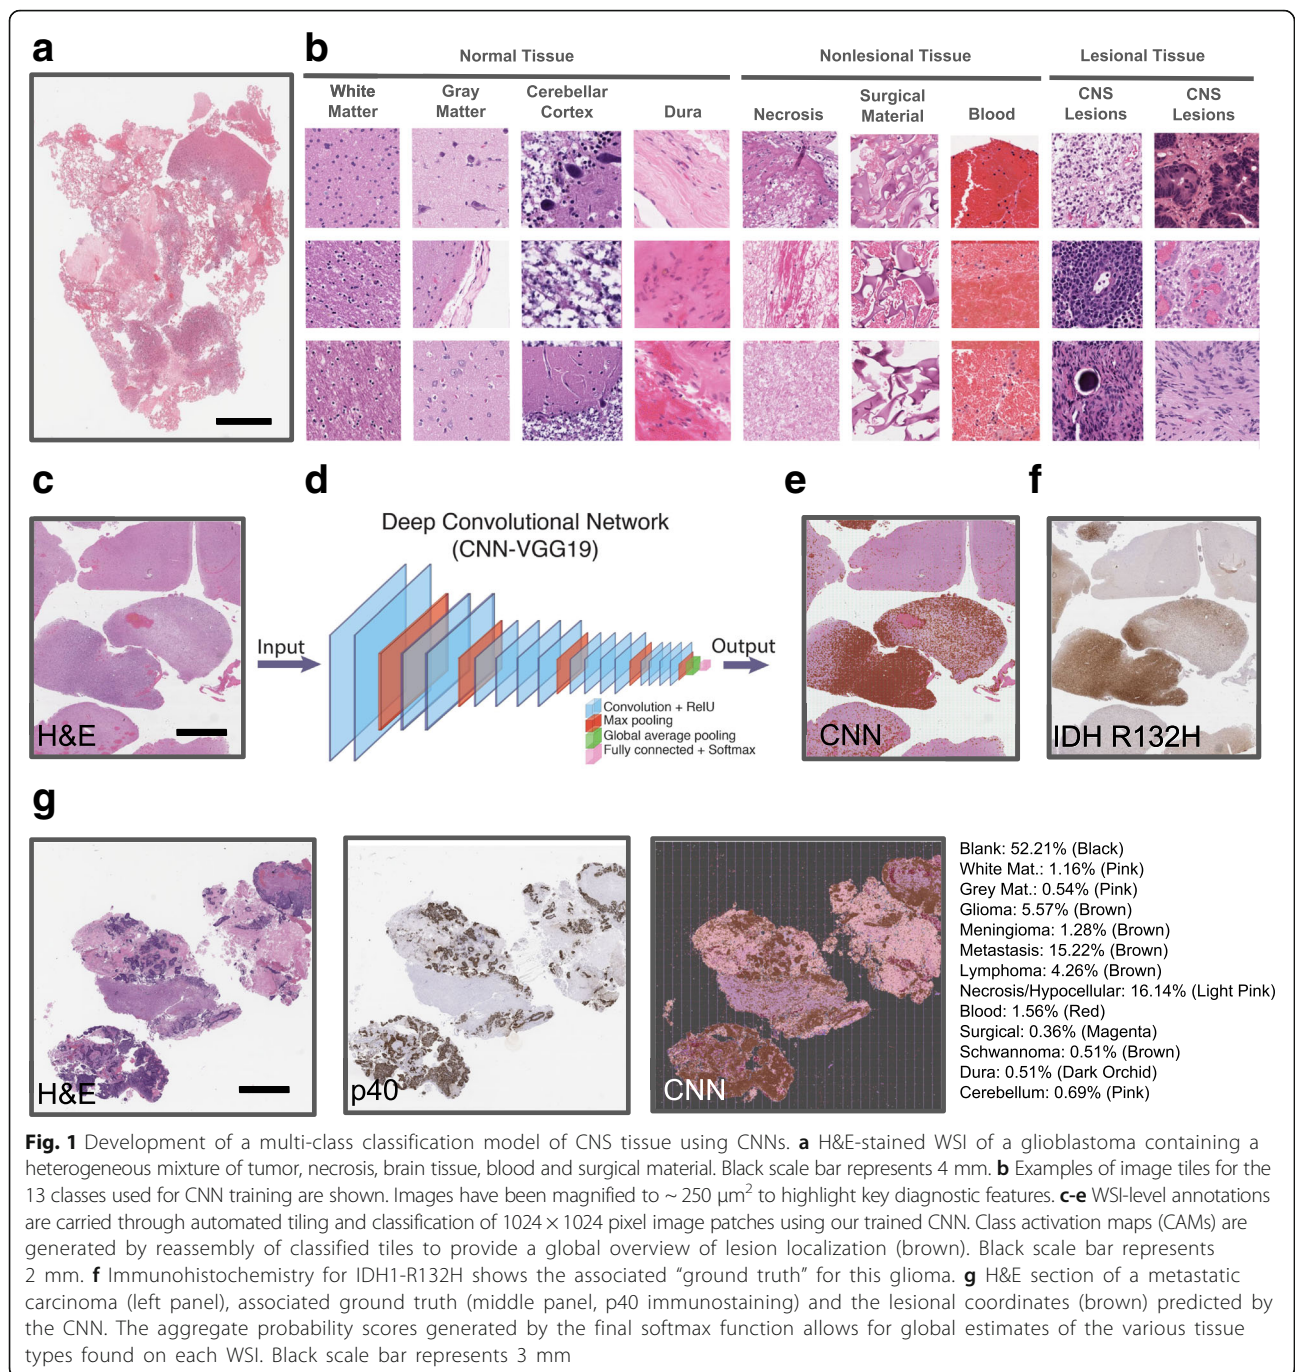 a
b
Normal Tissue
Nonlesional Tissue
Lesional Tissue
White Matter
Gray Matter
Cerebellar Cortex
Dura
Necrosis
Surgical Material
Blood
CNS Lesions
CNS Lesions
c
d
e
f
Deep Convolutional Network
(CNN-VGG19)
Input
Output
Convolution + RelU
Max pooling
Global average pooling
Fully connected + Softmax
H&E
CNN
IDH R132H
g
H&E
p40
CNN
Blank: 52.21% (Black)
White Mat.: 1.16% (Pink)
Grey Mat.: 0.54% (Pink)
Glioma: 5.57% (Brown)
Meningioma: 1.28% (Brown)
Metastasis: 15.22% (Brown)
Lymphoma: 4.26% (Brown)
Necrosis/Hypocellular: 16.14% (Light Pink)
Blood: 1.56% (Red)
Surgical: 0.36% (Magenta)
Schwannoma: 0.51% (Brown)
Dura: 0.51% (Dark Orchid)
Cerebellum: 0.69% (Pink)
Fig. 1 Development of a multi-class classification model of CNS tissue using CNNs. a H&E-stained WSI of a glioblastoma containing a
heterogeneous mixture of tumor, necrosis, brain tissue, blood and surgical material. Black scale bar represents 4 mm. b Examples of image tiles for the
13 classes used for CNN training are shown. Images have been magnified to ~ 250 μm² to highlight key diagnostic features. c-e WSI-level annotations
are carried through automated tiling and classification of 1024 × 1024 pixel image patches using our trained CNN. Class activation maps (CAMs) are
generated by reassembly of classified tiles to provide a global overview of lesion localization (brown). Black scale bar represents
2 mm. f Immunohistochemistry for IDH1-R132H shows the associated “ground truth” for this glioma. g H&E section of a metastatic
carcinoma (left panel), associated ground truth (middle panel, p40 immunostaining) and the lesional coordinates (brown) predicted by
the CNN. The aggregate probability scores generated by the final softmax function allows for global estimates of the various tissue
types found on each WSI. Black scale bar represents 3 mm